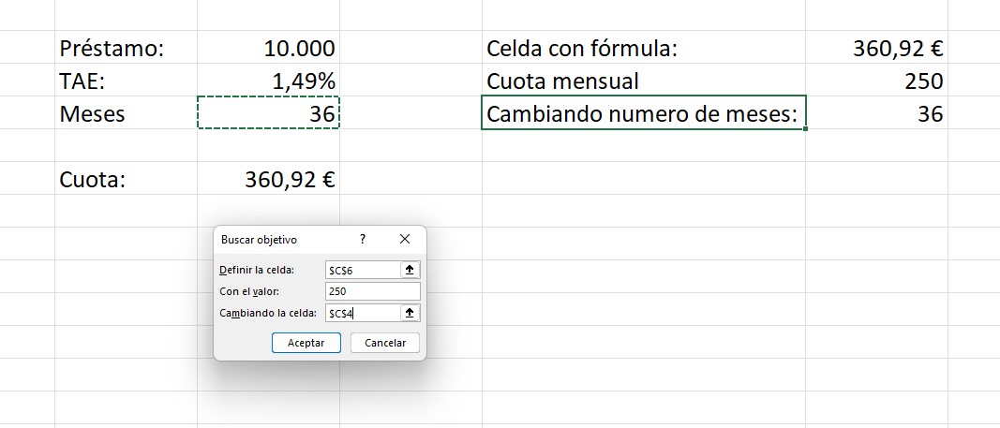 Préstamo: 10.000 Celda con fórmula: 360,92 €
TAE: 1,49% Cuota mensual 250
Meses 36 Cambiando numero de meses: 36
Cuota: 360,92 €
Buscar objetivo ?
Definir la celda: $C$6
Con el valor: 250
Cambiando la celda: $C$4
Aceptar Cancelar